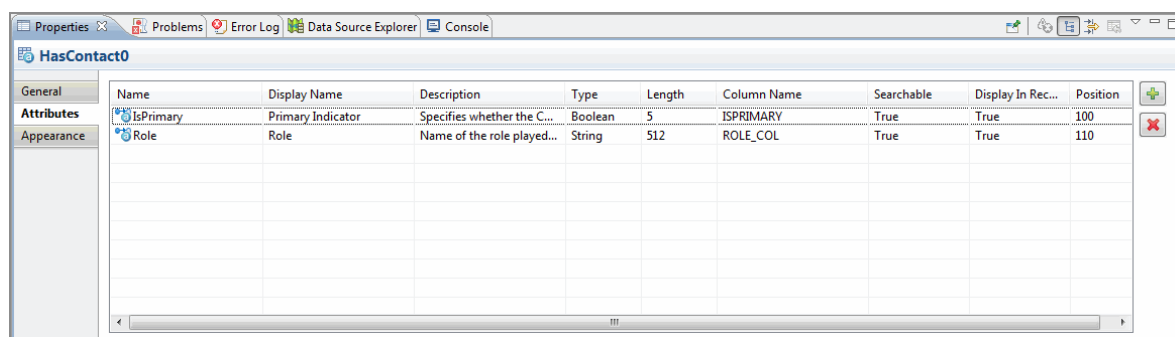 Properties Problems Error Log Data Source Explorer Console
HasContact0
General
Attributes
Appearance
Name Display Name Description Type Length Column Name Searchable Display In Rec... Position
IsPrimary Primary Indicator Specifies whether the C... Boolean 5 ISPRIMARY True True 100
Role Role Name of the role played... String 512 ROLE_COL True True 110